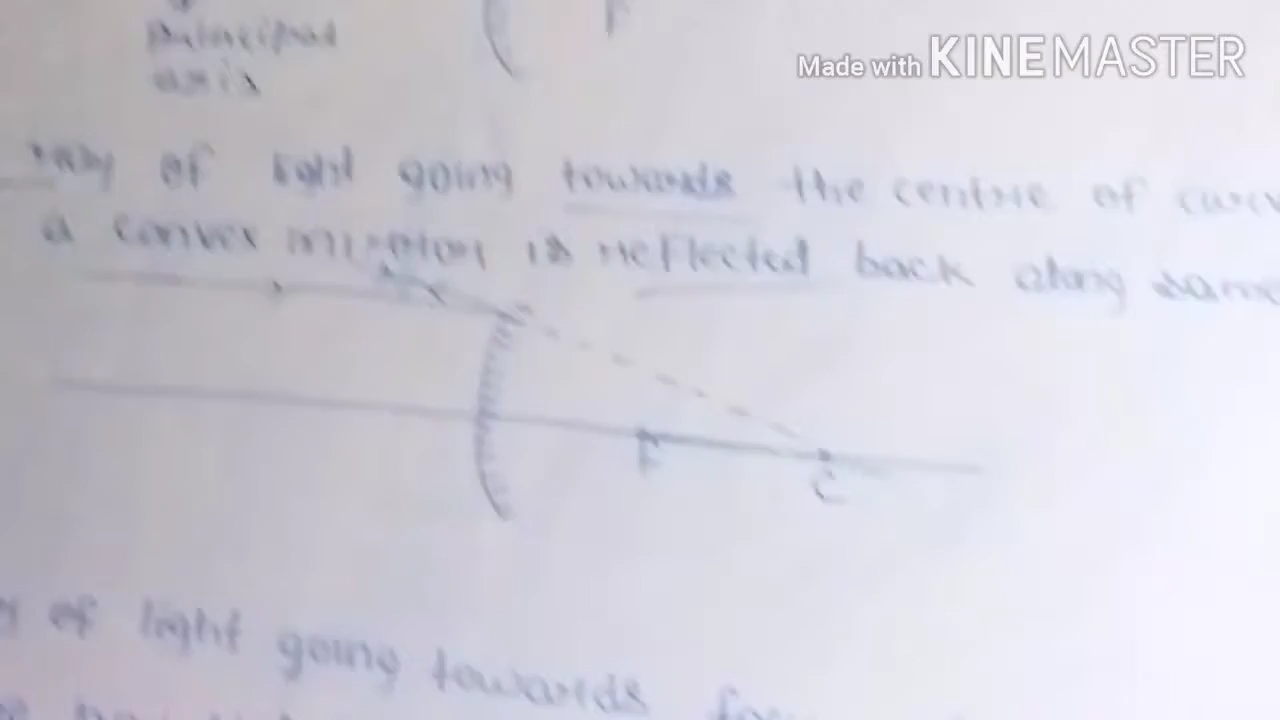 principal
axis
Made with KINEMASTER
ray of light going towards the centre of
a convex mirror is reflected back along same
F
C
of light going towards